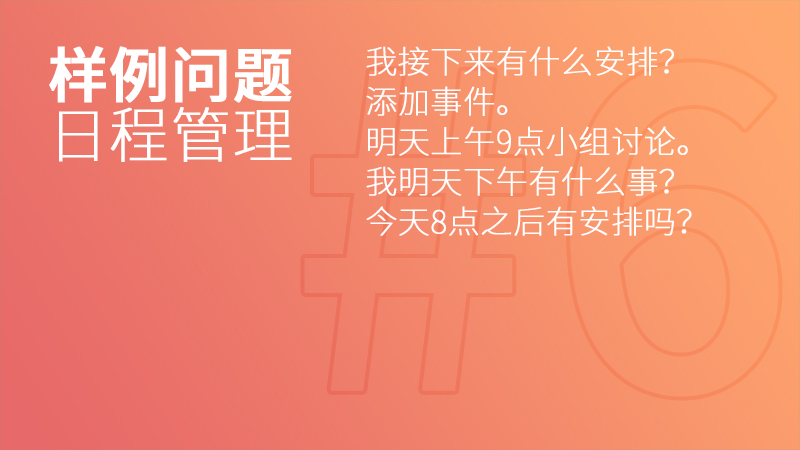 样例问题
日程管理
我接下来有什么安排？
添加事件。
明天上午9点小组讨论。
我明天下午有什么事？
今天8点之后有安排吗？
#6